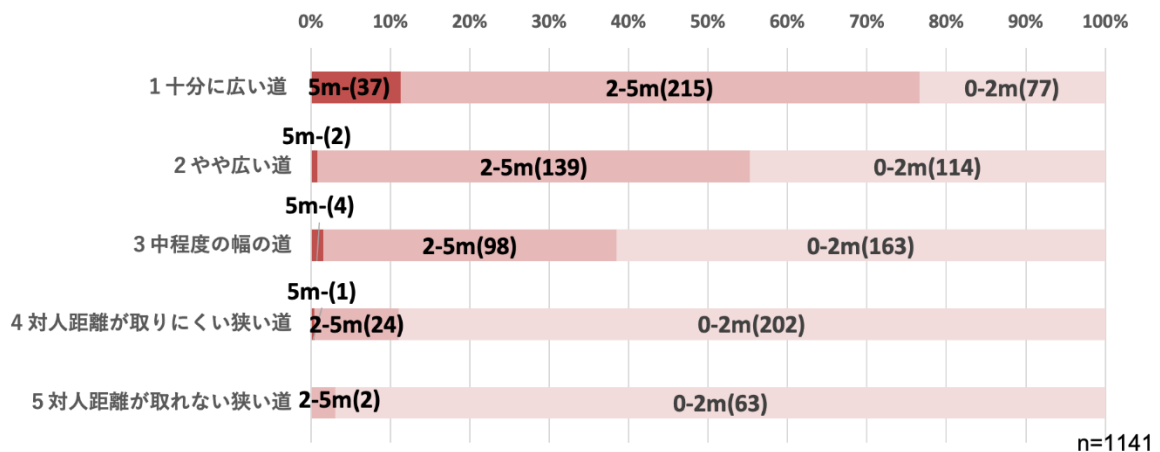 0% 10% 20% 30% 40% 50% 60% 70% 80% 90% 100%
1 十分に広い道 5m-(37) 2-5m(215) 0-2m(77)
5m-(2)
2 やや広い道 2-5m(139) 0-2m(114)
5m-(4)
3 中程度の幅の道 2-5m(98) 0-2m(163)
5m-(1)
4 対人距離が取りにくい狭い道 2-5m(24) 0-2m(202)
5 対人距離が取れない狭い道 2-5m(2) 0-2m(63)
n=1141